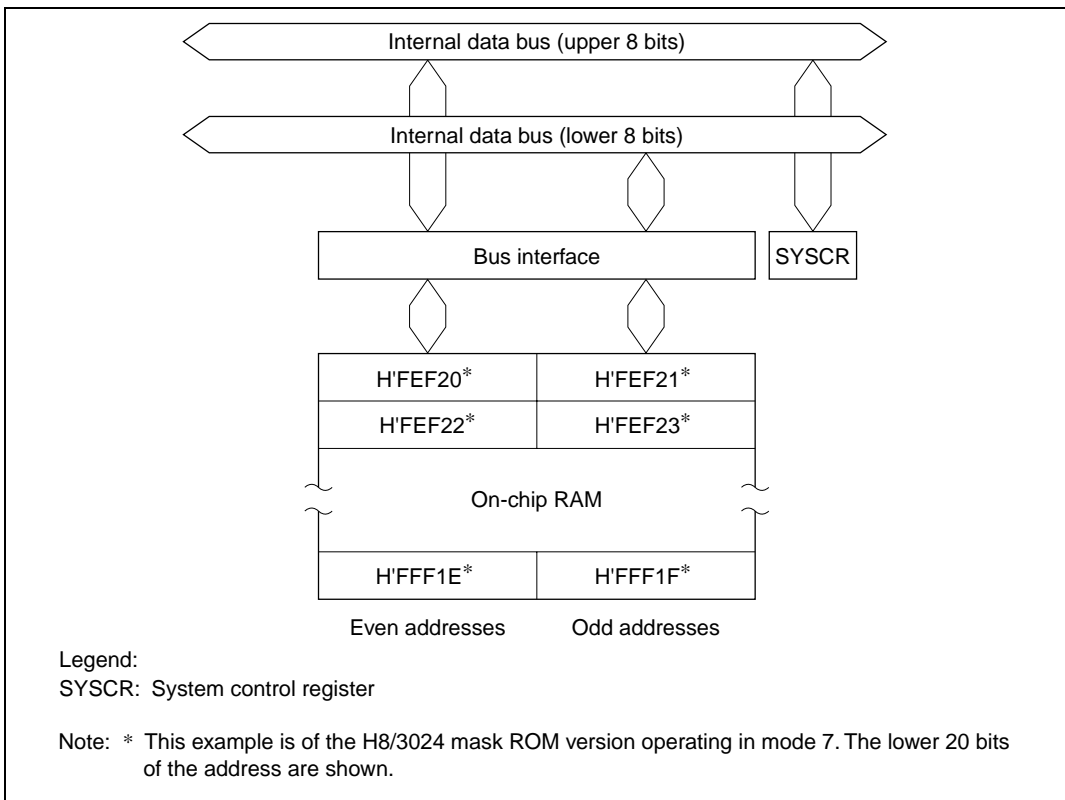 Internal data bus (upper 8 bits)
Internal data bus (lower 8 bits)
Bus interface
SYSCR
H'FEF20*
H'FEF21*
H'FEF22*
H'FEF23*
On-chip RAM
H'FFF1E*
H'FFF1F*
Even addresses
Odd addresses
Legend:
SYSCR: System control register
Note: * This example is of the H8/3024 mask ROM version operating in mode 7. The lower 20 bits
of the address are shown.